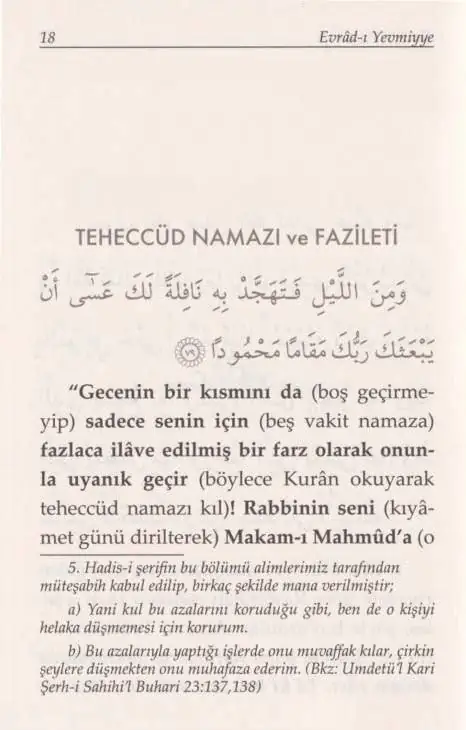 18 Evrâd-ı Yevmiyye
TEHECCÜD NAMAZI ve FAZİLETİ
وَمِنَ اللَّيْلِ فَتَهَجَّدْ بِهِ نَافِلَةً لَكَ عَسٰٓى أَنْ
يَبْعَثَكَ رَبُّكَ مَقَامًا مَحْمُودًا ﴿٧٩﴾
“Gecenin bir kısmını da (boş geçirme-
yip) sadece senin için (beş vakit namaza)
fazlaca ilâve edilmiş bir farz olarak onun-
la uyanık geçir (böylece Kurân okuyarak
teheccüd namazı kıl)! Rabbinin seni (kıyâ-
met günü dirilterek) Makam-ı Mahmûd’a (o
5. Hadis-i şerifin bu bölümü alimlerimiz tarafından
müteşabih kabul edilip, birkaç şekilde mana verilmiştir;
a) Yani kul bu azalarını koruduğu gibi, ben de o kişiyi
helaka düşmemesi için korurum.
b) Bu azalarıyla yaptığı işlerde onu muvaffak kılar, çirkin
şeylere düşmekten onu muhafaza ederim. (Bkz: Umdetü'l Kari
Şerh-i Sahihi'l Buhari 23:137,138)